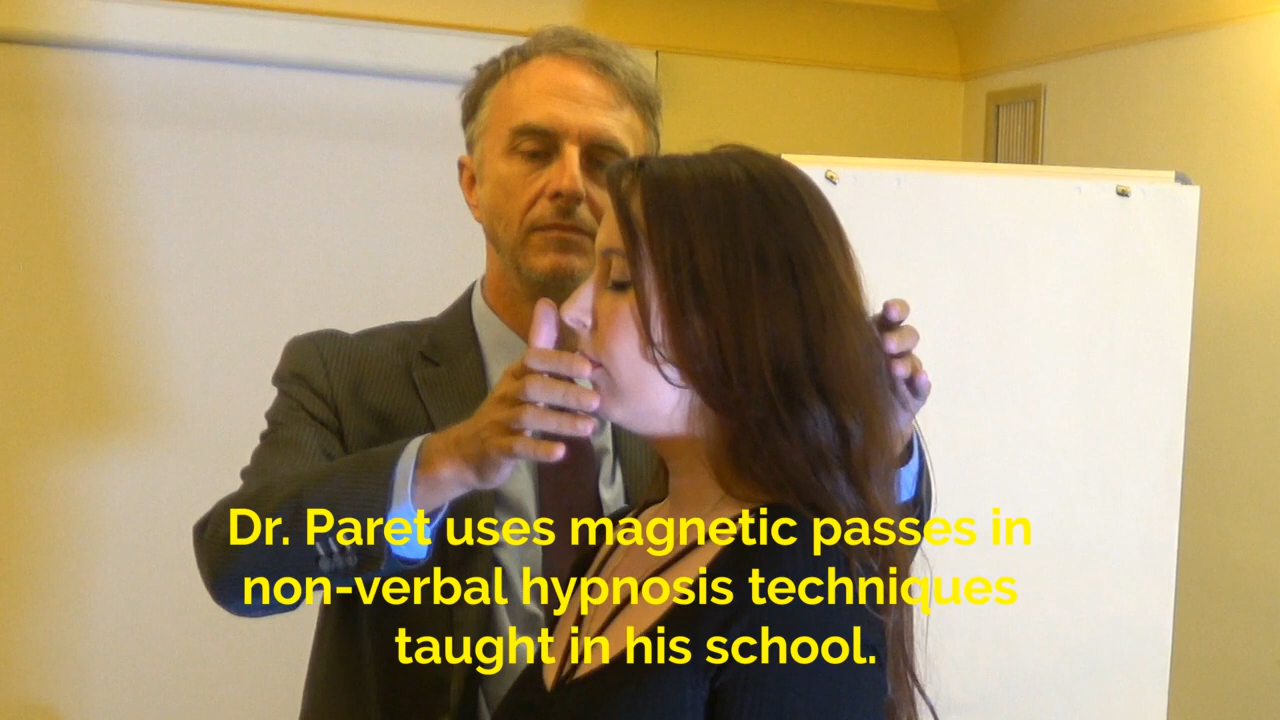 Dr. Paret uses magnetic passes in
non-verbal hypnosis techniques
taught in his school.